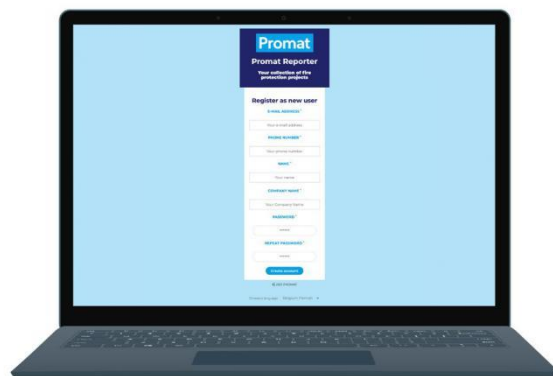 Promat
Promat Reporter
Your collection of fire
protection projects
Register as new user
E-MAIL ADDRESS *
Your e-mail address
PHONE NUMBER *
Your phone number
NAME *
Your name
COMPANY NAME *
Your Company Name
PASSWORD *
REPEAT PASSWORD *
Create account